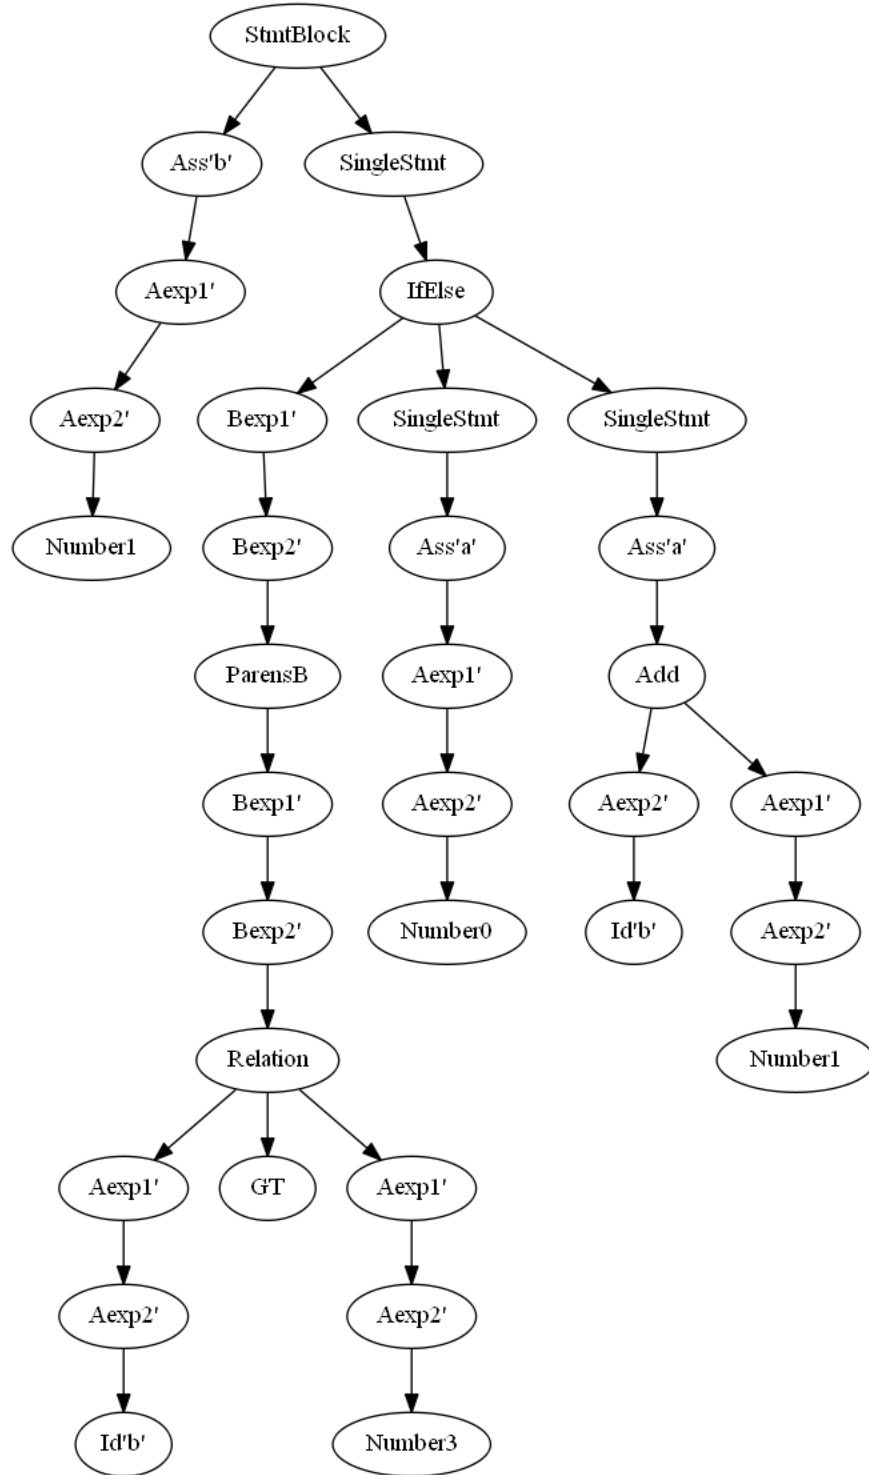 StmtBlock
Ass'b' SingleStmt
Aexp1' IfElse
Aexp2' Bexp1' SingleStmt SingleStmt
Number1 Bexp2' Ass'a' Ass'a'
ParensB Aexp1' Add
Bexp1' Aexp2' Aexp2' Aexp1'
Bexp2' Number0 Id'b' Aexp2'
Relation Number1
Aexp1' GT Aexp1'
Aexp2' Aexp2'
Id'b' Number3